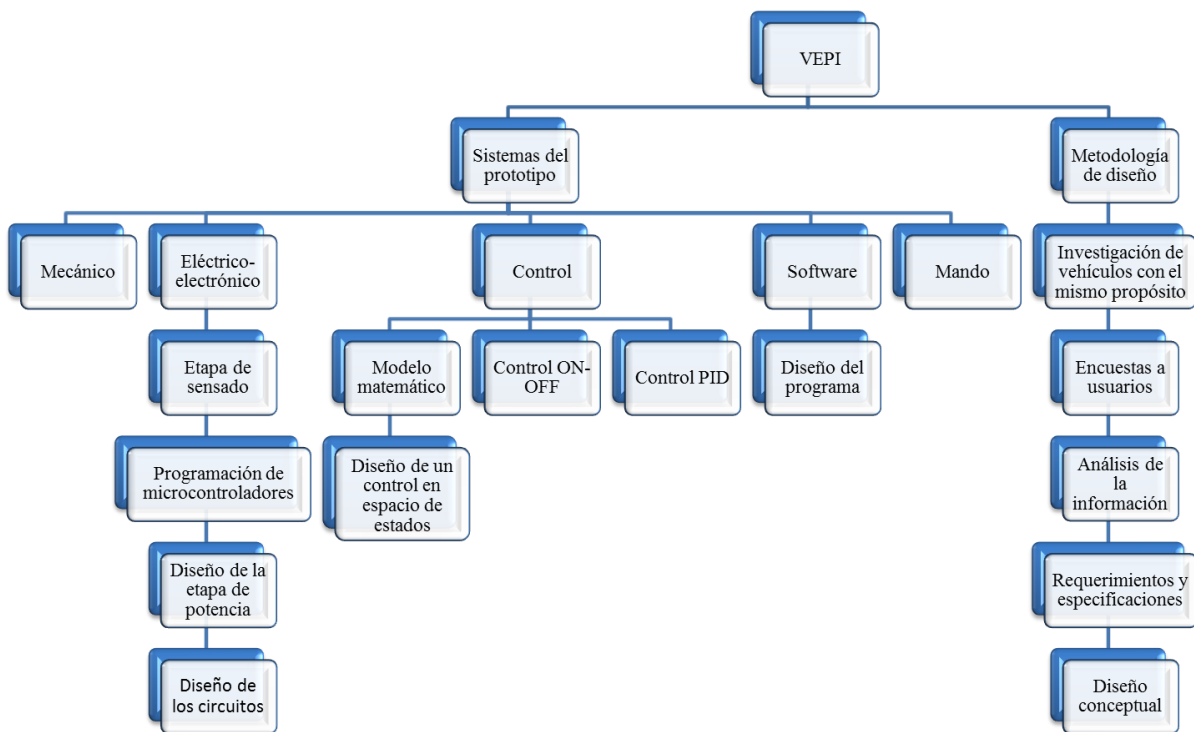 VEPI
Sistemas del
prototipo
Metodología
de diseño
Mecánico
Eléctrico-
electrónico
Control
Software
Mando
Investigación de
vehículos con el
mismo propósito
Etapa de
sensado
Modelo
matemático
Control ON-
OFF
Control PID
Diseño del
programa
Encuestas a
usuarios
Programación de
microcontroladores
Diseño de un
control en
espacio de
estados
Análisis de
la
información
Diseño de la
etapa de
potencia
Requerimientos y
especificaciones
Diseño de
los circuitos
Diseño
conceptual